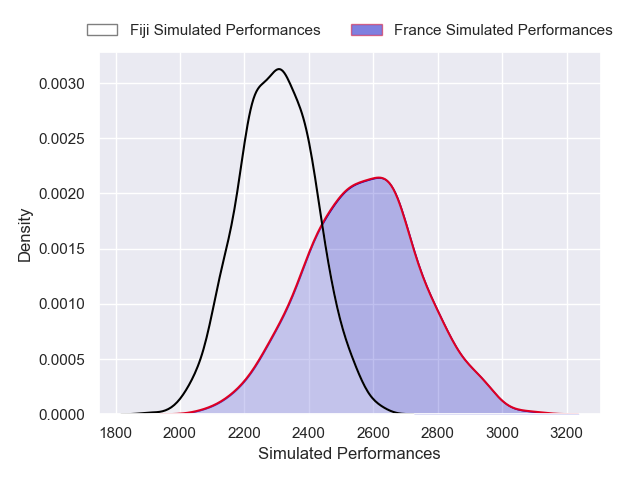 Fiji Simulated Performances
France Simulated Performances
0.0030
0.0025
0.0020
0.0015
0.0010
0.0005
0.0000
Density
1800 2000 2200 2400 2600 2800 3000 3200
Simulated Performances